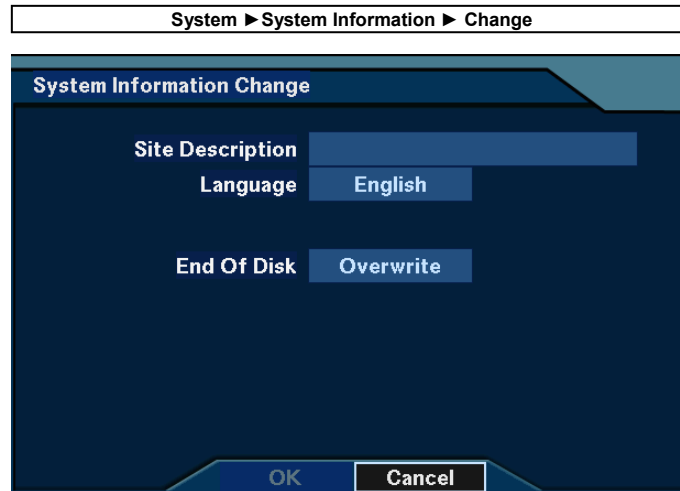 System ►System Information ► Change
System Information Change
Site Description
Language English
End Of Disk Overwrite
OK Cancel